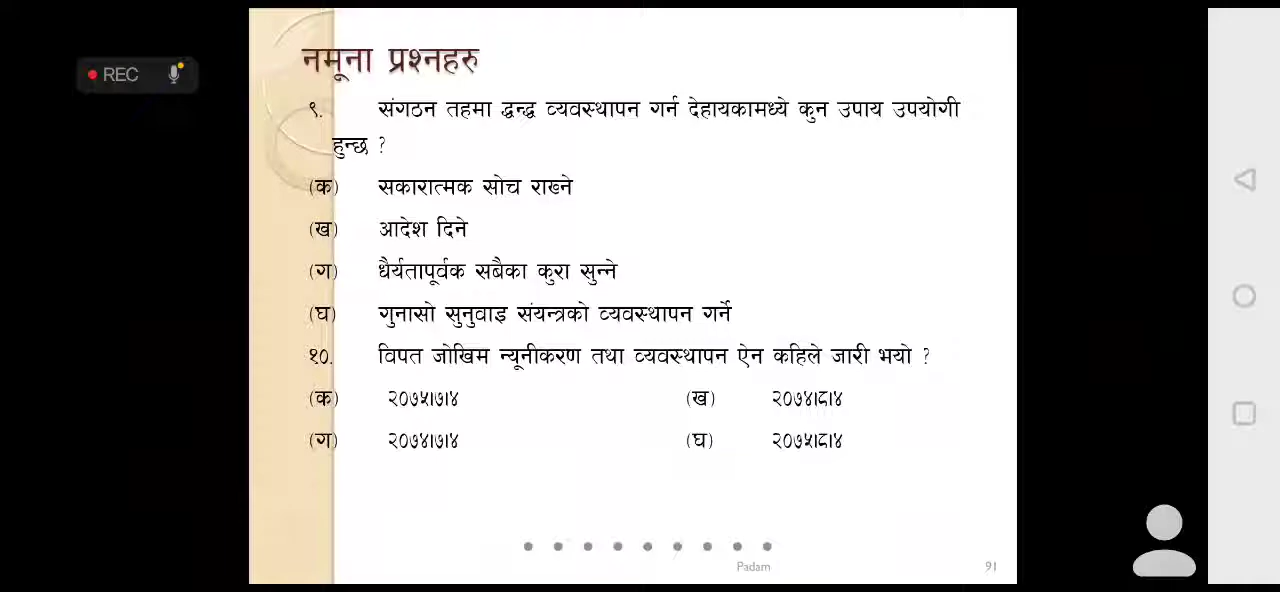 REC
नमूना प्रश्नहरु
९. संगठन तहमा द्धन्द्ध व्यवस्थापन गर्न देहायकामध्ये कुन उपाय उपयोगी
हुन्छ ?
(क) सकारात्मक सोच राख्ने
(ख) आदेश दिने
(ग) धैर्यतापूर्वक सबैका कुरा सुन्ने
(घ) गुनासो सुनुवाइ संयन्त्रको व्यवस्थापन गर्ने
१०. विपत जोखिम न्यूनीकरण तथा व्यवस्थापन ऐन कहिले जारी भयो ?
(क) २०७५।७।४ (ख) २०७४।८।४
(ग) २०७४।७।४ (घ) २०७५।८।४
Padam 91